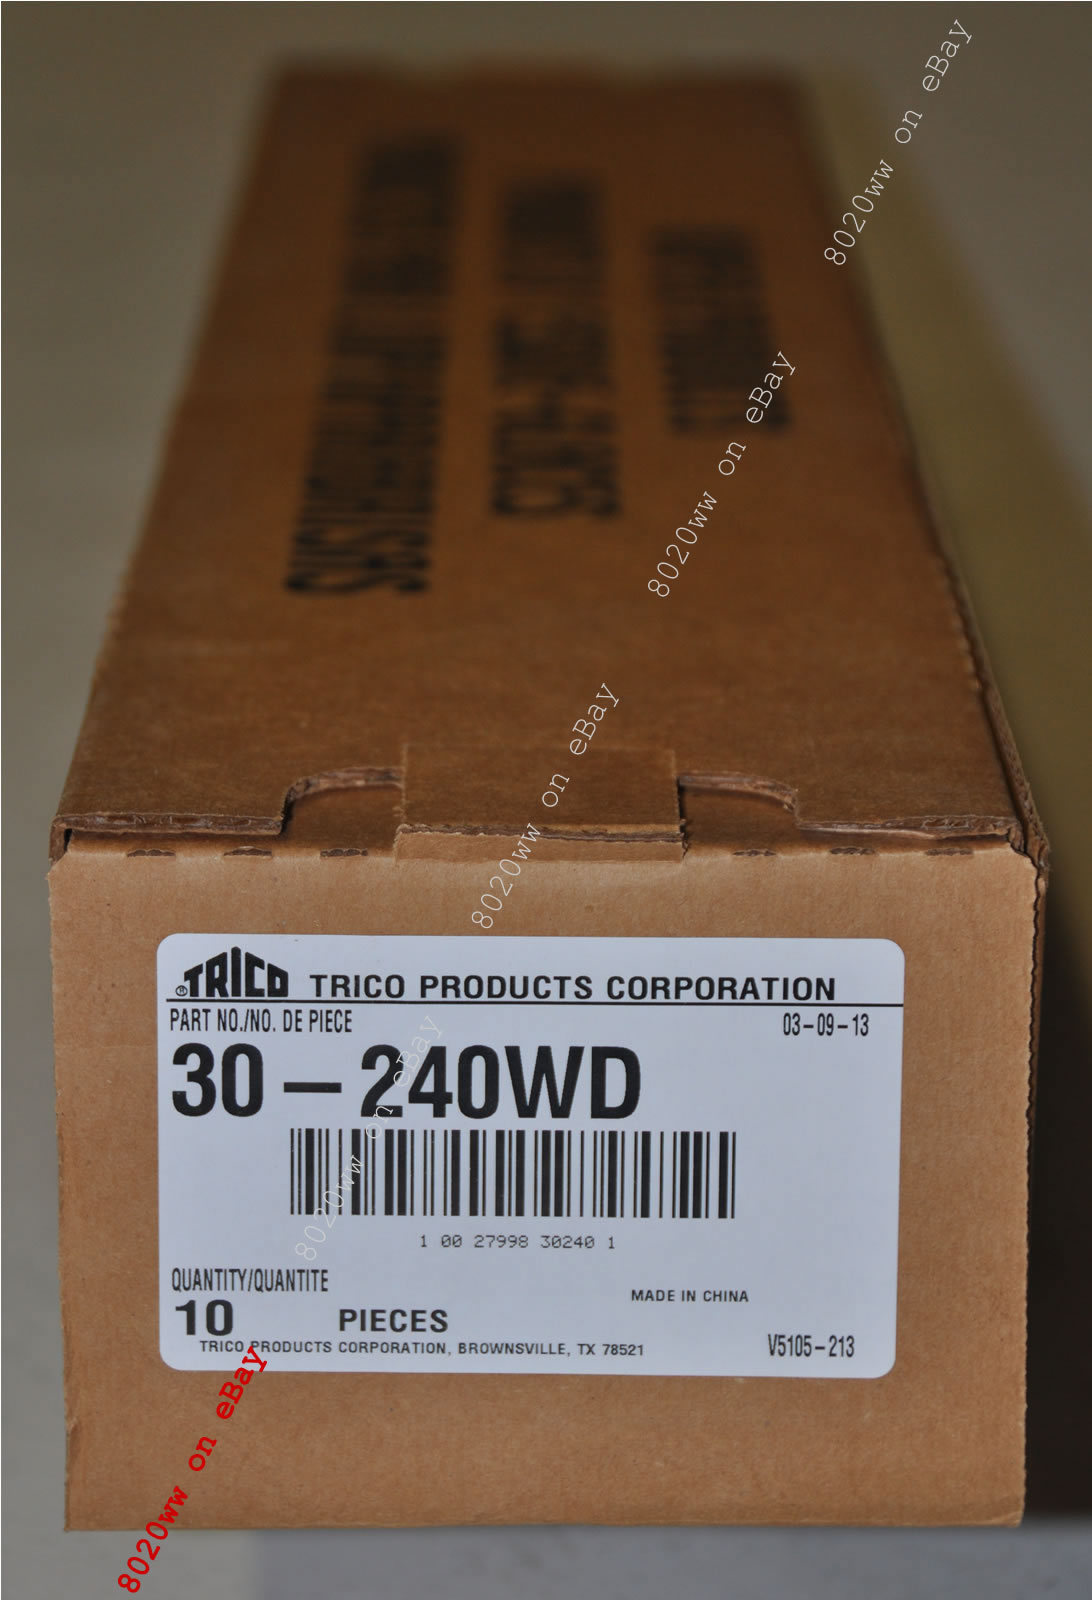 8020ww on eBay
8020ww on eBay
8020ww on eBay
® TRICO TRICO PRODUCTS CORPORATION
PART NO./NO. DE PIECE 03-09-13
30-240WD
8020ww on eBay
1 00 27998 30240 1
QUANTITY/QUANTITE
MADE IN CHINA
10 PIECES
TRICO PRODUCTS CORPORATION, BROWNSVILLE, TX 78521
V5105-213
8020ww on eBay